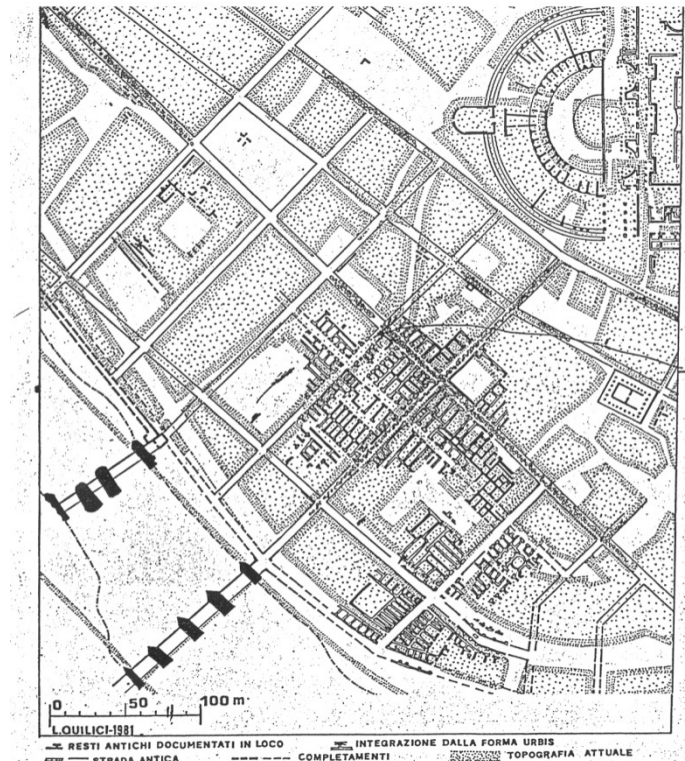 0 50 100 m
L.QUILICI-1981
RESTI ANTICHI DOCUMENTATI IN LOCO INTEGRAZIONE DALLA FORMA URBIS
STRADA ANTICA COMPLETAMENTI TOPOGRAFIA ATTUALE